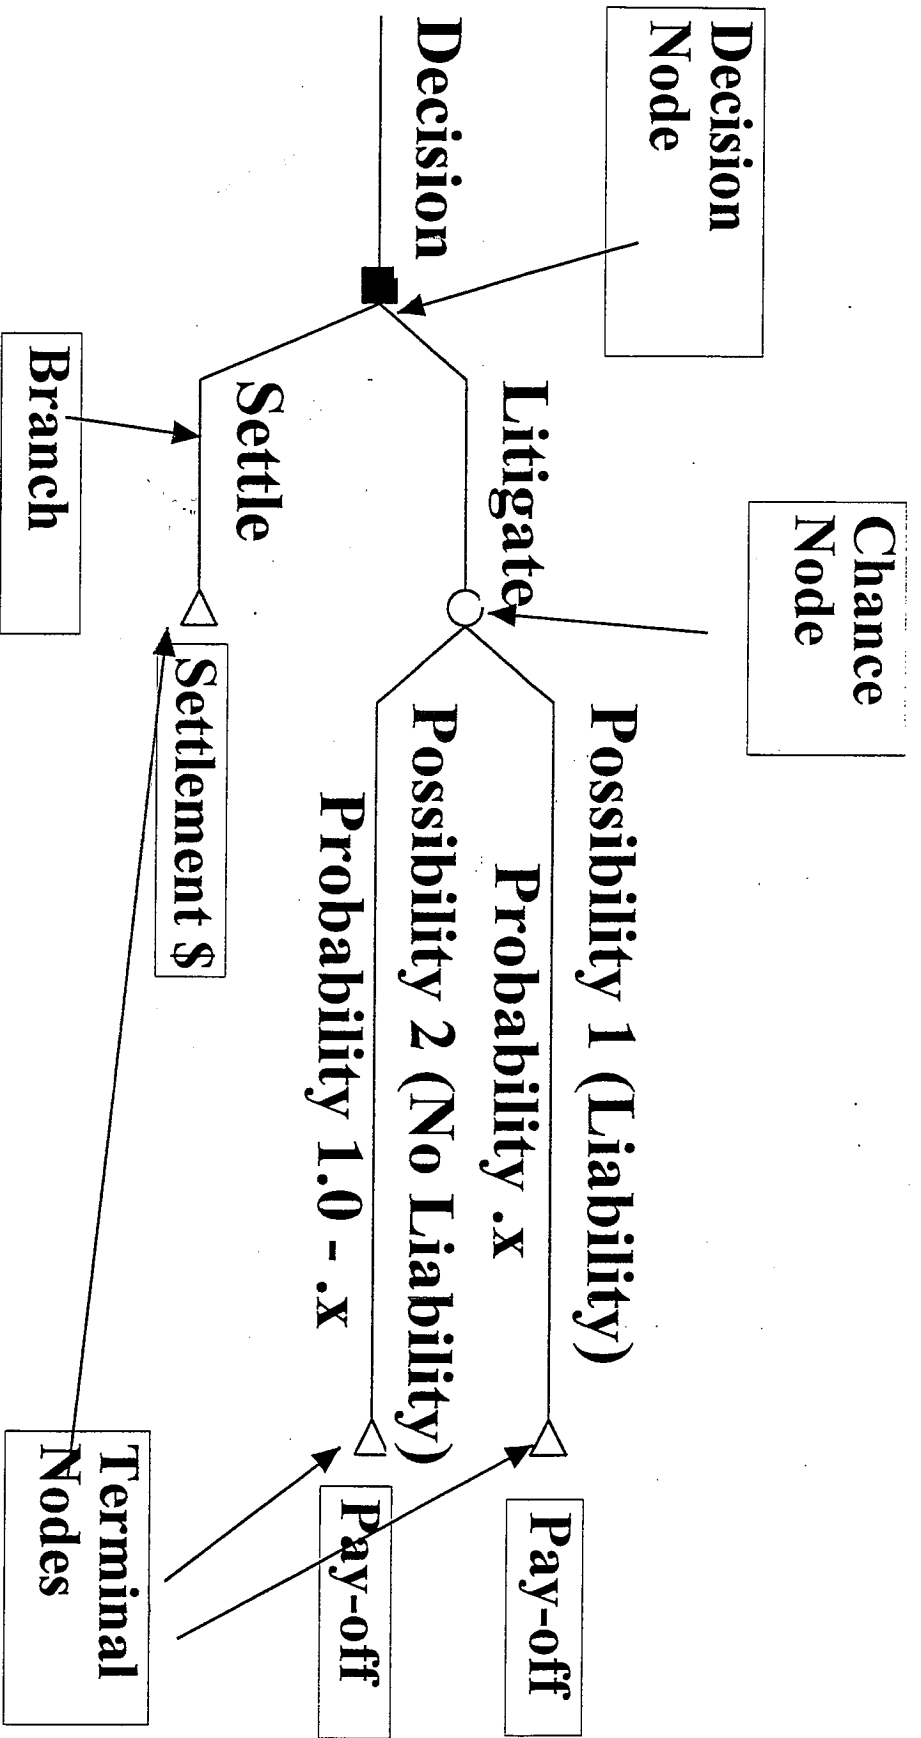 Decision
Node
Chance
Node
Decision
Litigate
Possibility 1 (Liability)
Probability .x
Pay-off
Possibility 2 (No Liability)
Probability 1.0 - .x
Pay-off
Settle
Settlement $
Branch
Terminal
Nodes